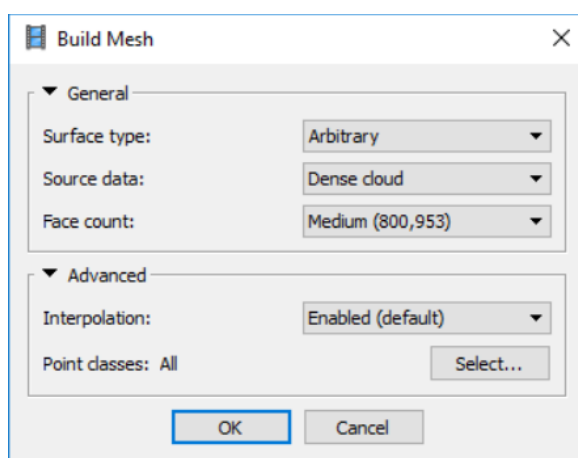 Build Mesh
General
Surface type: Arbitrary
Source data: Dense cloud
Face count: Medium (800,953)
Advanced
Interpolation: Enabled (default)
Point classes: All Select...
OK Cancel